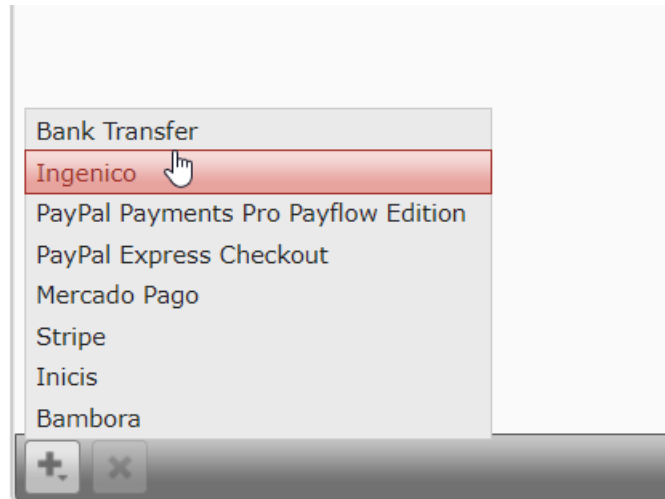 Bank Transfer
Ingenico
PayPal Payments Pro Payflow Edition
PayPal Express Checkout
Mercado Pago
Stripe
Inicis
Bambora